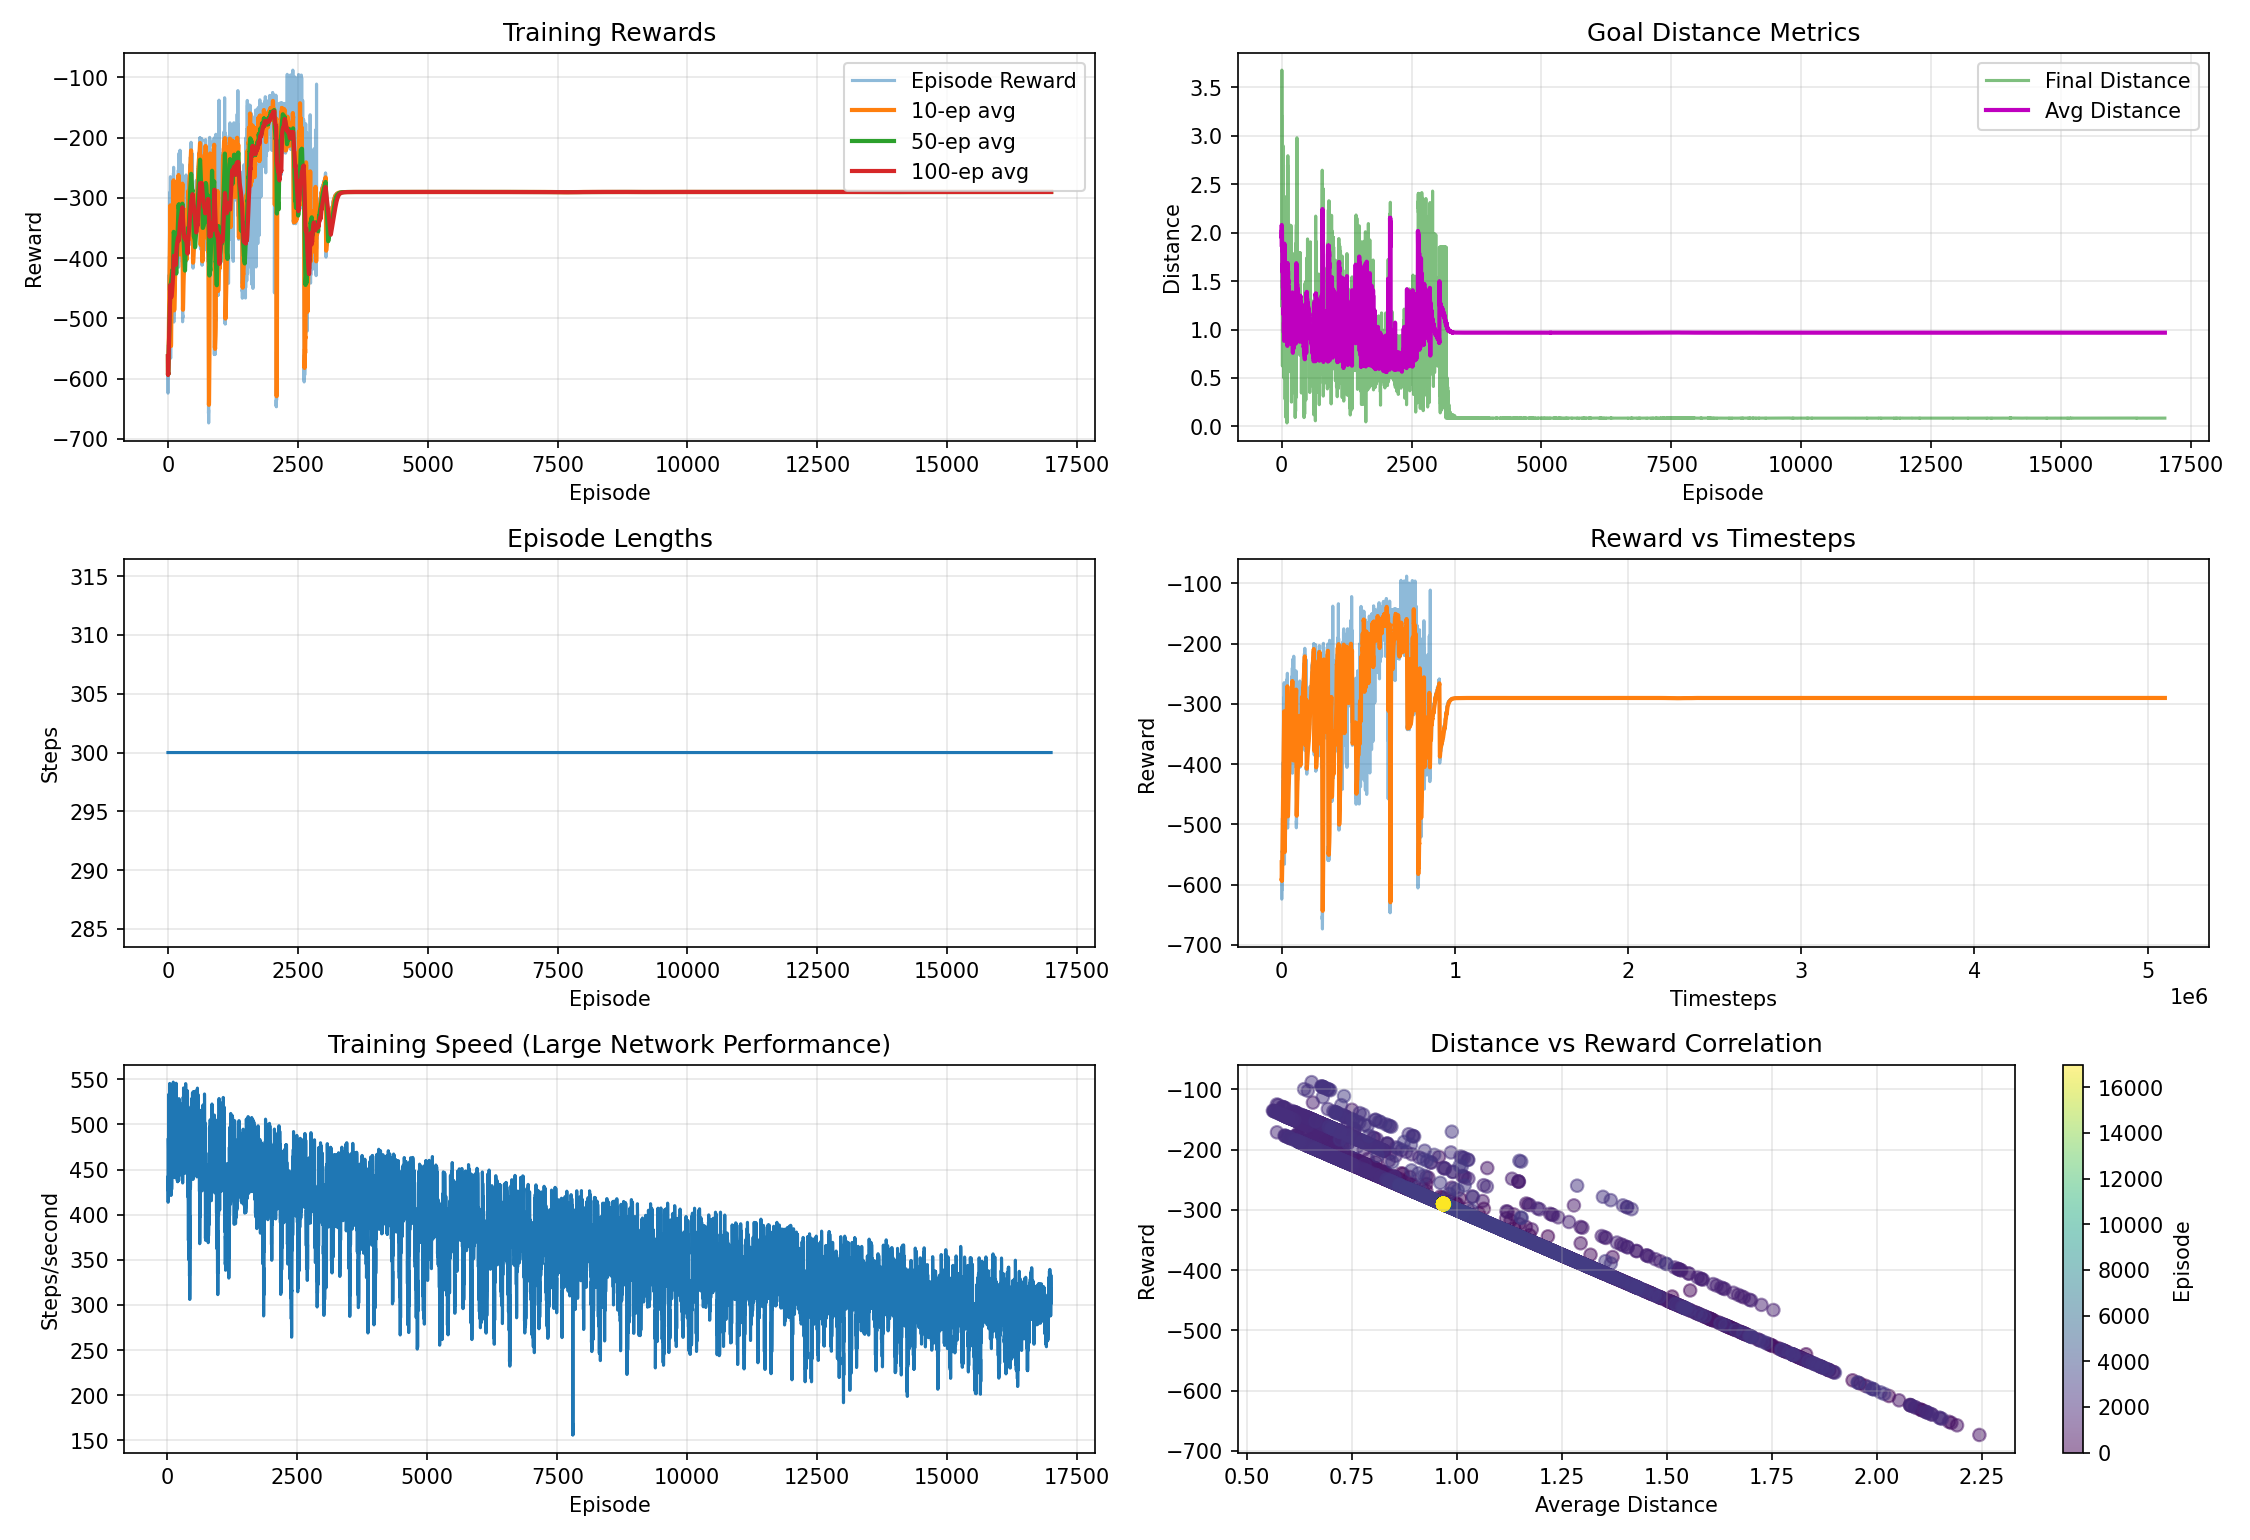 Training Rewards
−100
−200
−300
−400
−500
−600
−700
Reward
0 2500 5000 7500 10000 12500 15000 17500
Episode
Episode Reward
10-ep avg
50-ep avg
100-ep avg
Goal Distance Metrics
3.5
3.0
2.5
2.0
1.5
1.0
0.5
0.0
Distance
0 2500 5000 7500 10000 12500 15000 17500
Episode
Final Distance
Avg Distance
Episode Lengths
315
310
305
300
295
290
285
Steps
0 2500 5000 7500 10000 12500 15000 17500
Episode
Reward vs Timesteps
−100
−200
−300
−400
−500
−600
−700
Reward
0 1 2 3 4 5
1e6
Timesteps
Training Speed (Large Network Performance)
550
500
450
400
350
300
250
200
150
Steps/second
0 2500 5000 7500 10000 12500 15000 17500
Episode
Distance vs Reward Correlation
−100
−200
−300
−400
−500
−600
−700
Reward
0.50 0.75 1.00 1.25 1.50 1.75 2.00 2.25
Average Distance
16000
14000
12000
10000
8000
6000
4000
2000
0
Episode